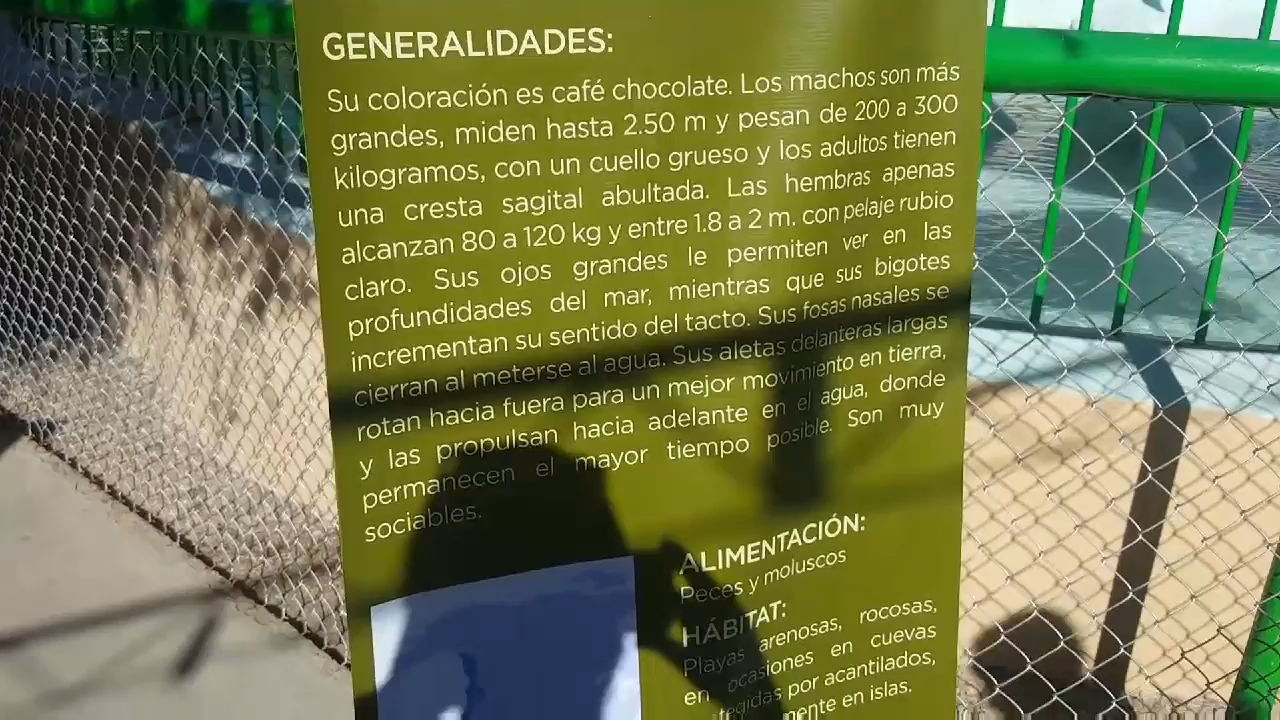 GENERALIDADES:
Su coloración es café chocolate. Los machos son más
grandes, miden hasta 2.50 m y pesan de 200 a 300
kilogramos, con un cuello grueso y los adultos tienen
una cresta sagital abultada. Las hembras apenas
alcanzan 80 a 120 kg y entre 1.8 a 2 m. con pelaje rubio
claro. Sus ojos grandes le permiten ver en las
profundidades del mar, mientras que sus bigotes
incrementan su sentido del tacto. Sus fosas nasales se
cierran al meterse al agua. Sus aletas delanteras largas
rotan hacia fuera para un mejor movimiento en tierra,
y las propulsan hacia adelante en el agua, donde
permanecen el mayor tiempo posible. Son muy
sociables.
ALIMENTACIÓN:
Peces y moluscos
HÁBITAT:
Playas arenosas, rocosas,
en ocasiones en cuevas
por acantilados,
en islas.